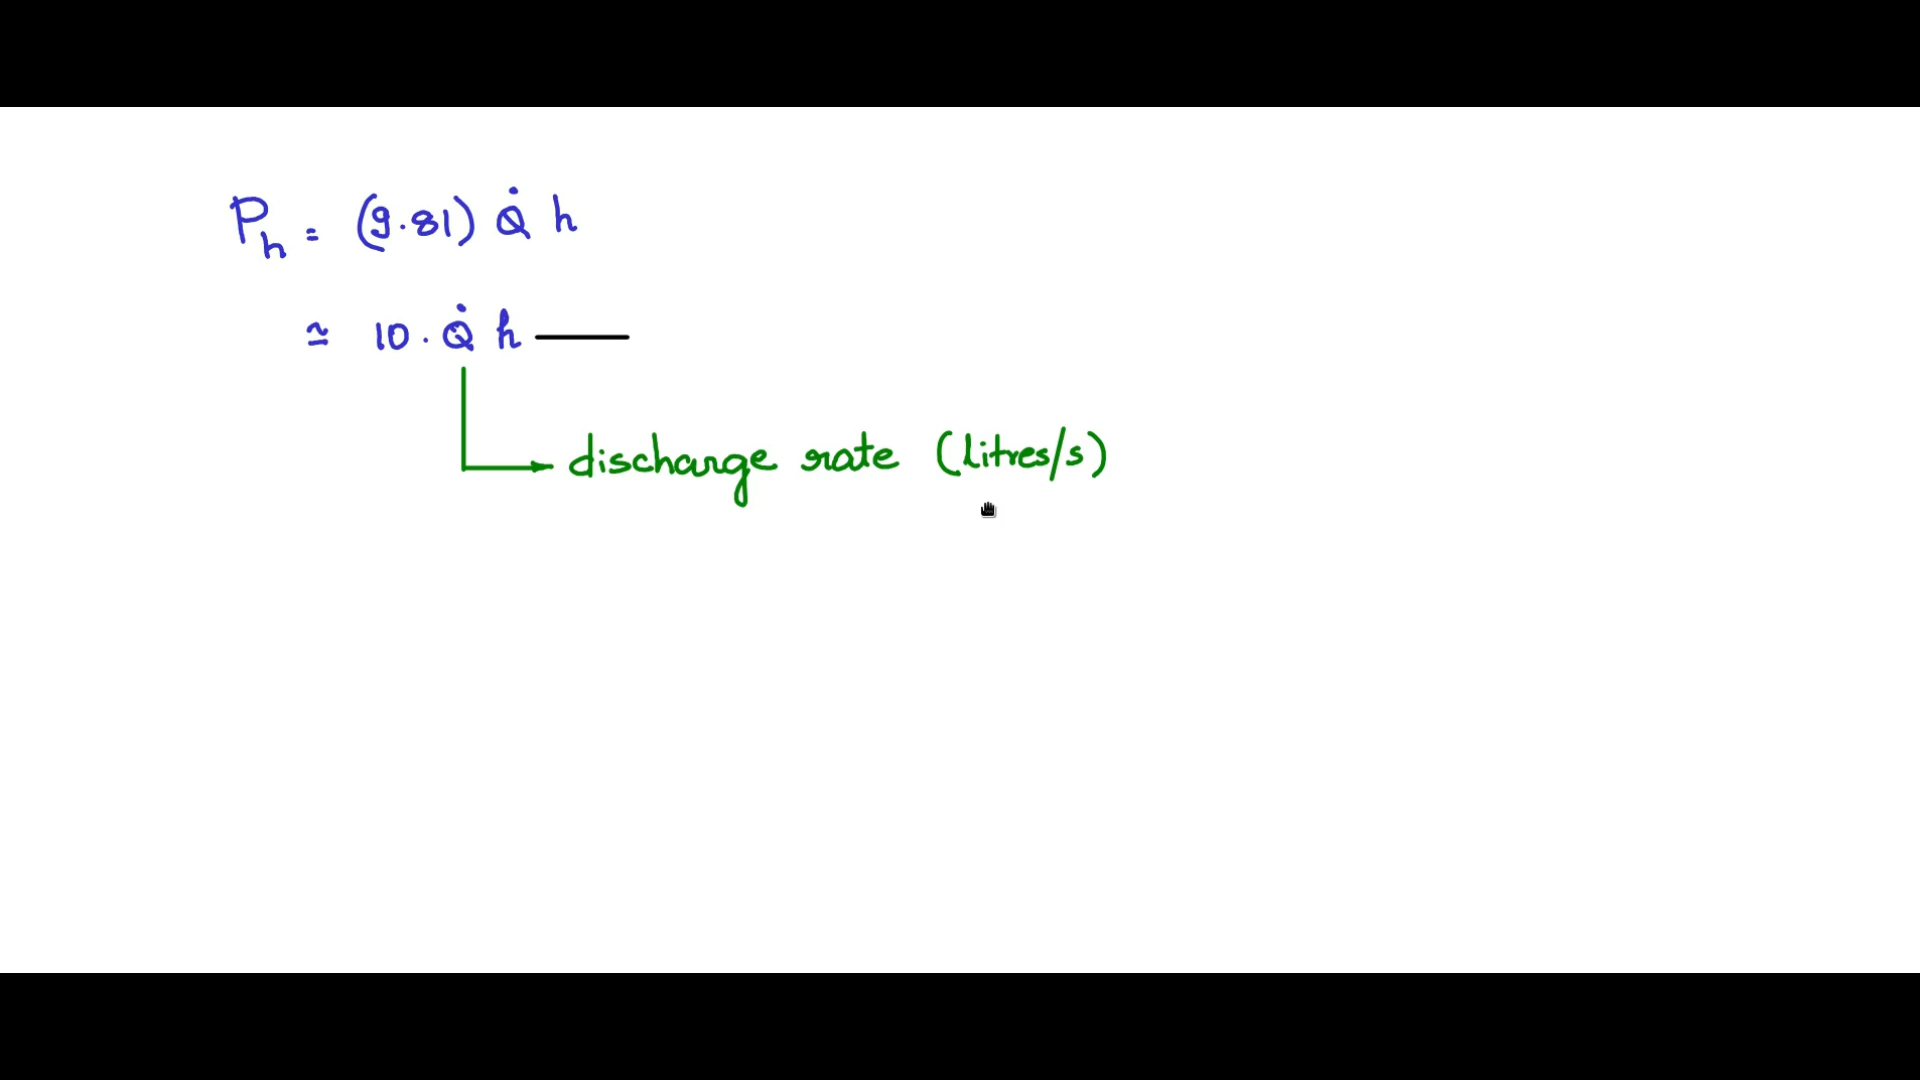 Pₕ = (9.81) Q̇ h
≃ 10 . Q̇ h
discharge rate (litres/s)